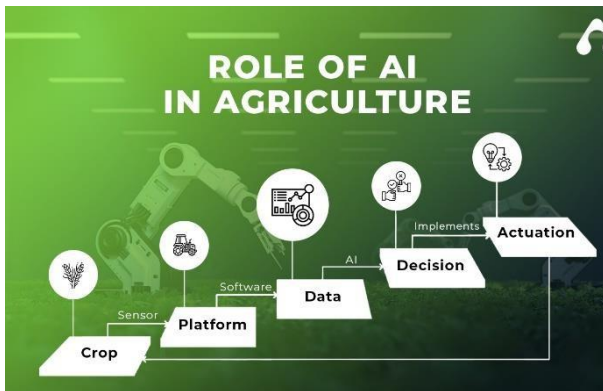 ROLE OF AI
IN AGRICULTURE
Implements
Actuation
AI
Decision
Software
Data
Sensor
Platform
Crop